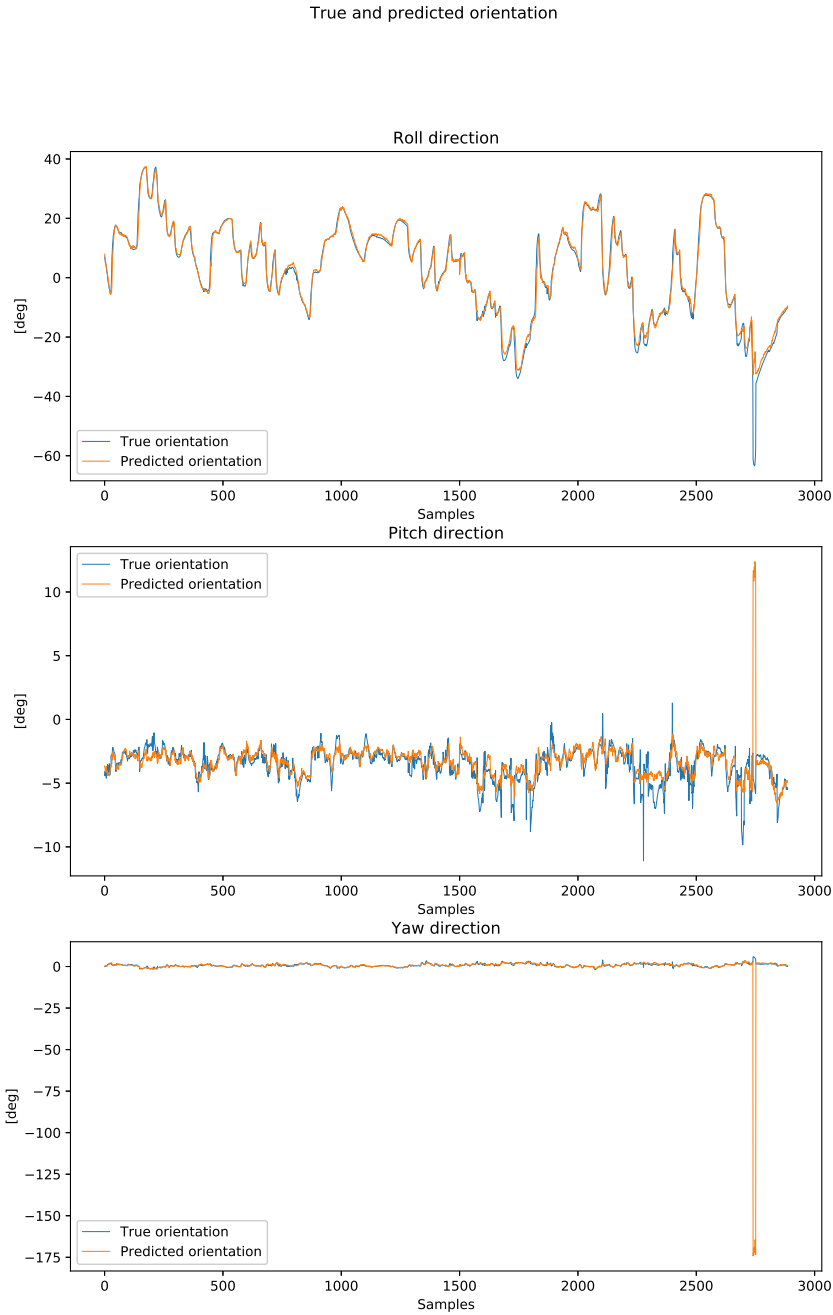 True and predicted orientation
Roll direction
40
20
0
−20
−40
−60
[deg]
True orientation
Predicted orientation
0 500 1000 1500 2000 2500 3000
Samples
Pitch direction
True orientation
Predicted orientation
10
5
0
−5
−10
[deg]
0 500 1000 1500 2000 2500 3000
Samples
Yaw direction
0
−25
−50
−75
−100
−125
−150
−175
[deg]
True orientation
Predicted orientation
0 500 1000 1500 2000 2500 3000
Samples